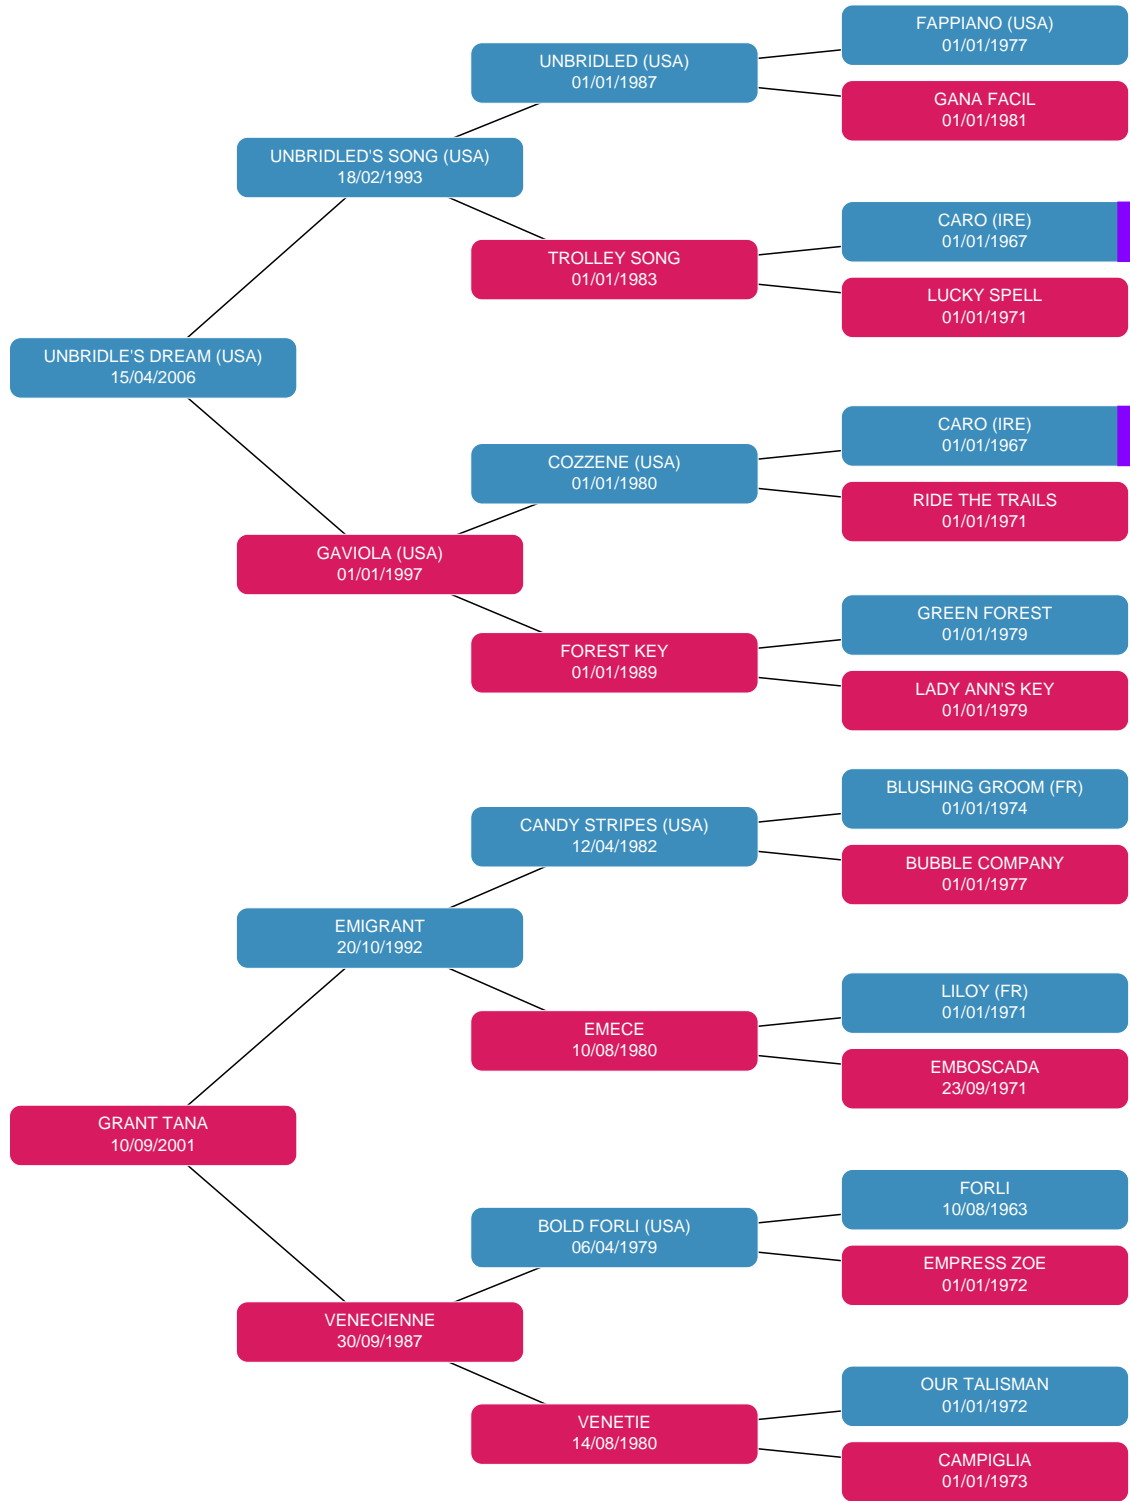 FAPPIANO (USA)
01/01/1977
UNBRIDLED (USA)
01/01/1987
GANA FACIL
01/01/1981
UNBRIDLED'S SONG (USA)
18/02/1993
CARO (IRE)
01/01/1967
TROLLEY SONG
01/01/1983
LUCKY SPELL
01/01/1971
UNBRIDLE'S DREAM (USA)
15/04/2006
CARO (IRE)
01/01/1967
COZZENE (USA)
01/01/1980
RIDE THE TRAILS
01/01/1971
GAVIOLA (USA)
01/01/1997
GREEN FOREST
01/01/1979
FOREST KEY
01/01/1989
LADY ANN'S KEY
01/01/1979
BLUSHING GROOM (FR)
01/01/1974
CANDY STRIPES (USA)
12/04/1982
BUBBLE COMPANY
01/01/1977
EMIGRANT
20/10/1992
LILOY (FR)
01/01/1971
EMECE
10/08/1980
EMBOSCADA
23/09/1971
GRANT TANA
10/09/2001
FORLI
10/08/1963
BOLD FORLI (USA)
06/04/1979
EMPRESS ZOE
01/01/1972
VENECIENNE
30/09/1987
OUR TALISMAN
01/01/1972
VENETIE
14/08/1980
CAMPIGLIA
01/01/1973